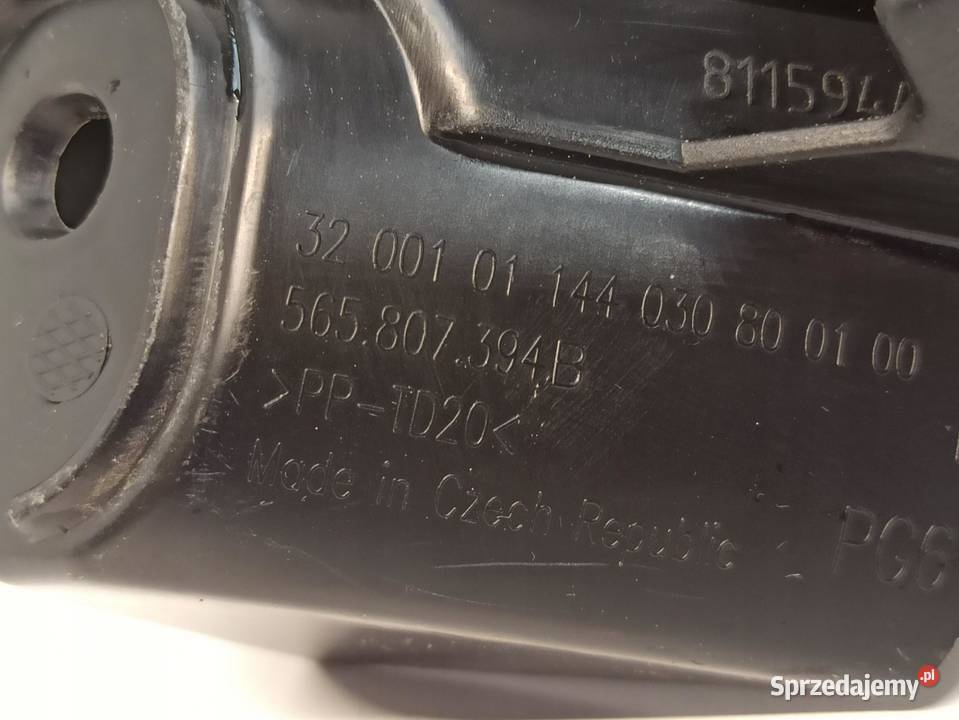 811594
32 001 01 144 030 80 01 00
565.807.394B
>PP-TD20<
Made in Czech Republic
PG6
Sprzedajemy.pl